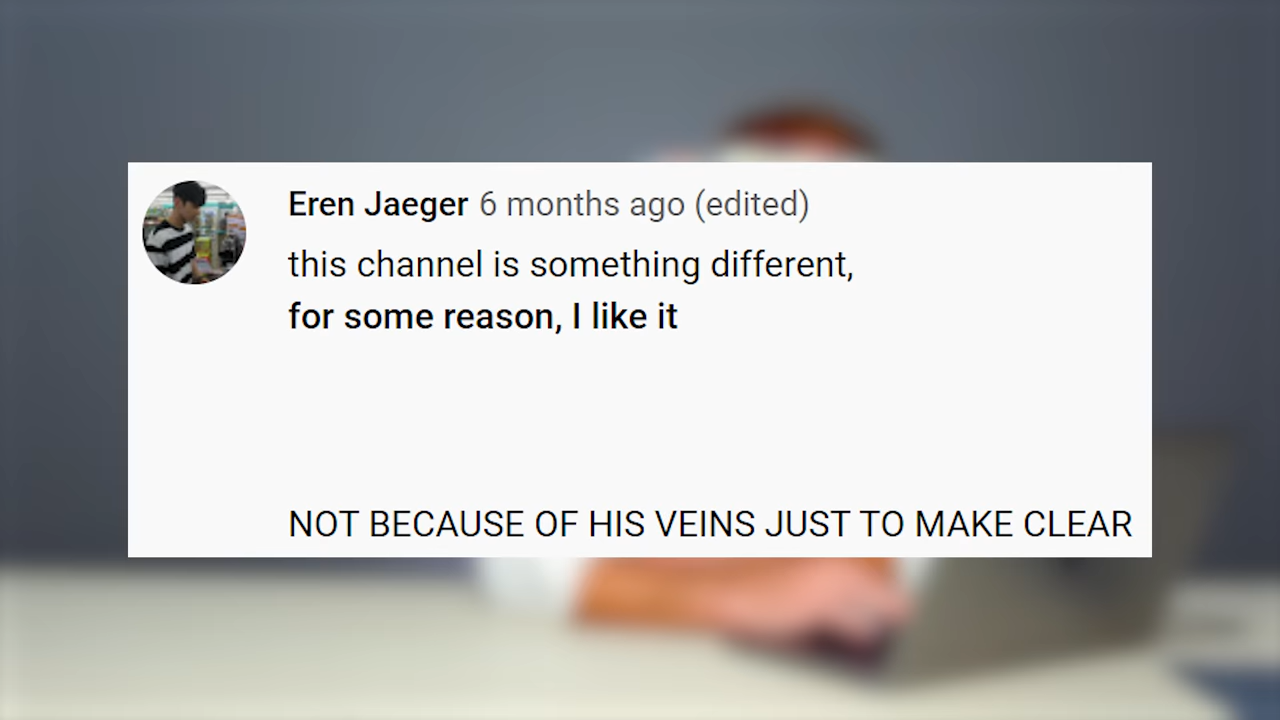 Eren Jaeger 6 months ago (edited)
this channel is something different,
for some reason, I like it
NOT BECAUSE OF HIS VEINS JUST TO MAKE CLEAR